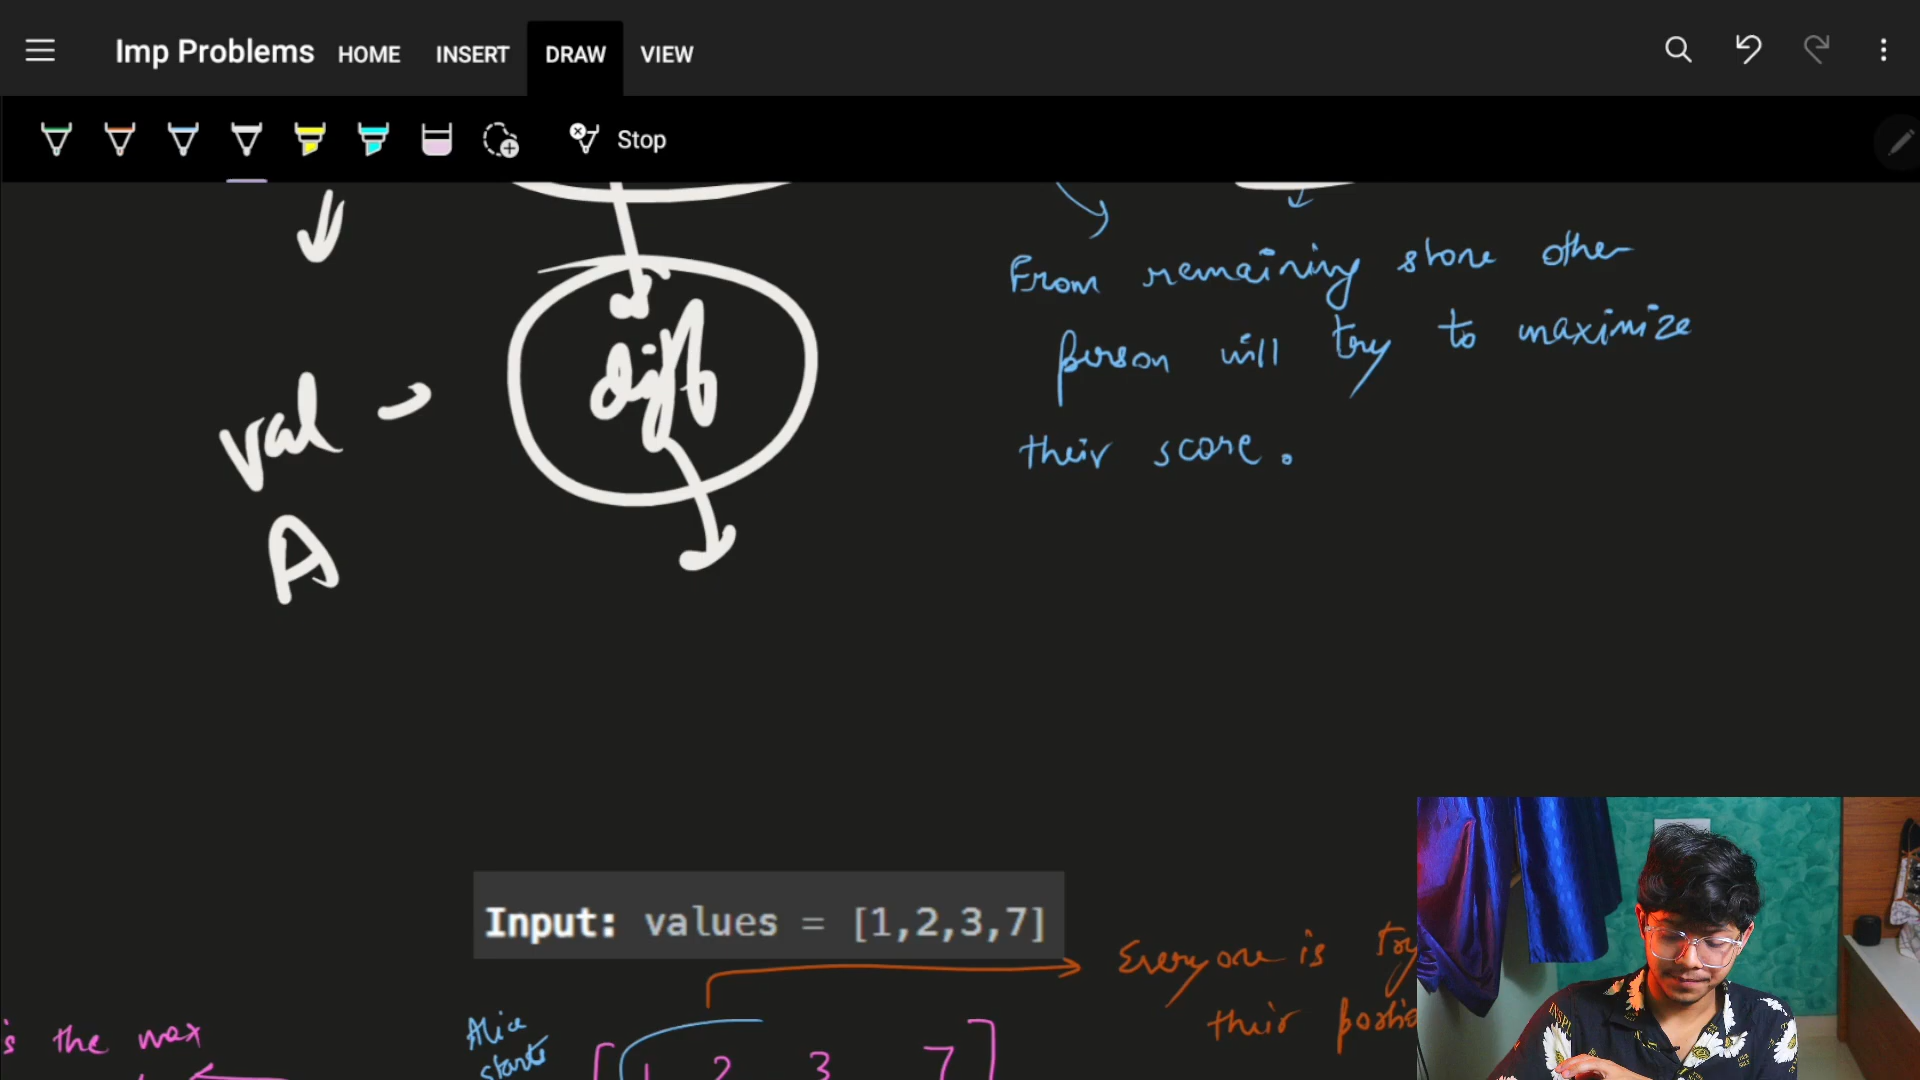 Imp Problems HOME INSERT DRAW VIEW
Stop
diff
val -
A
From remaining stone other
person will try to maximize
their score.
Input: values = [1,2,3,7]
Everyone is
their
Alice
starts
is the max
[1 2 3 7]